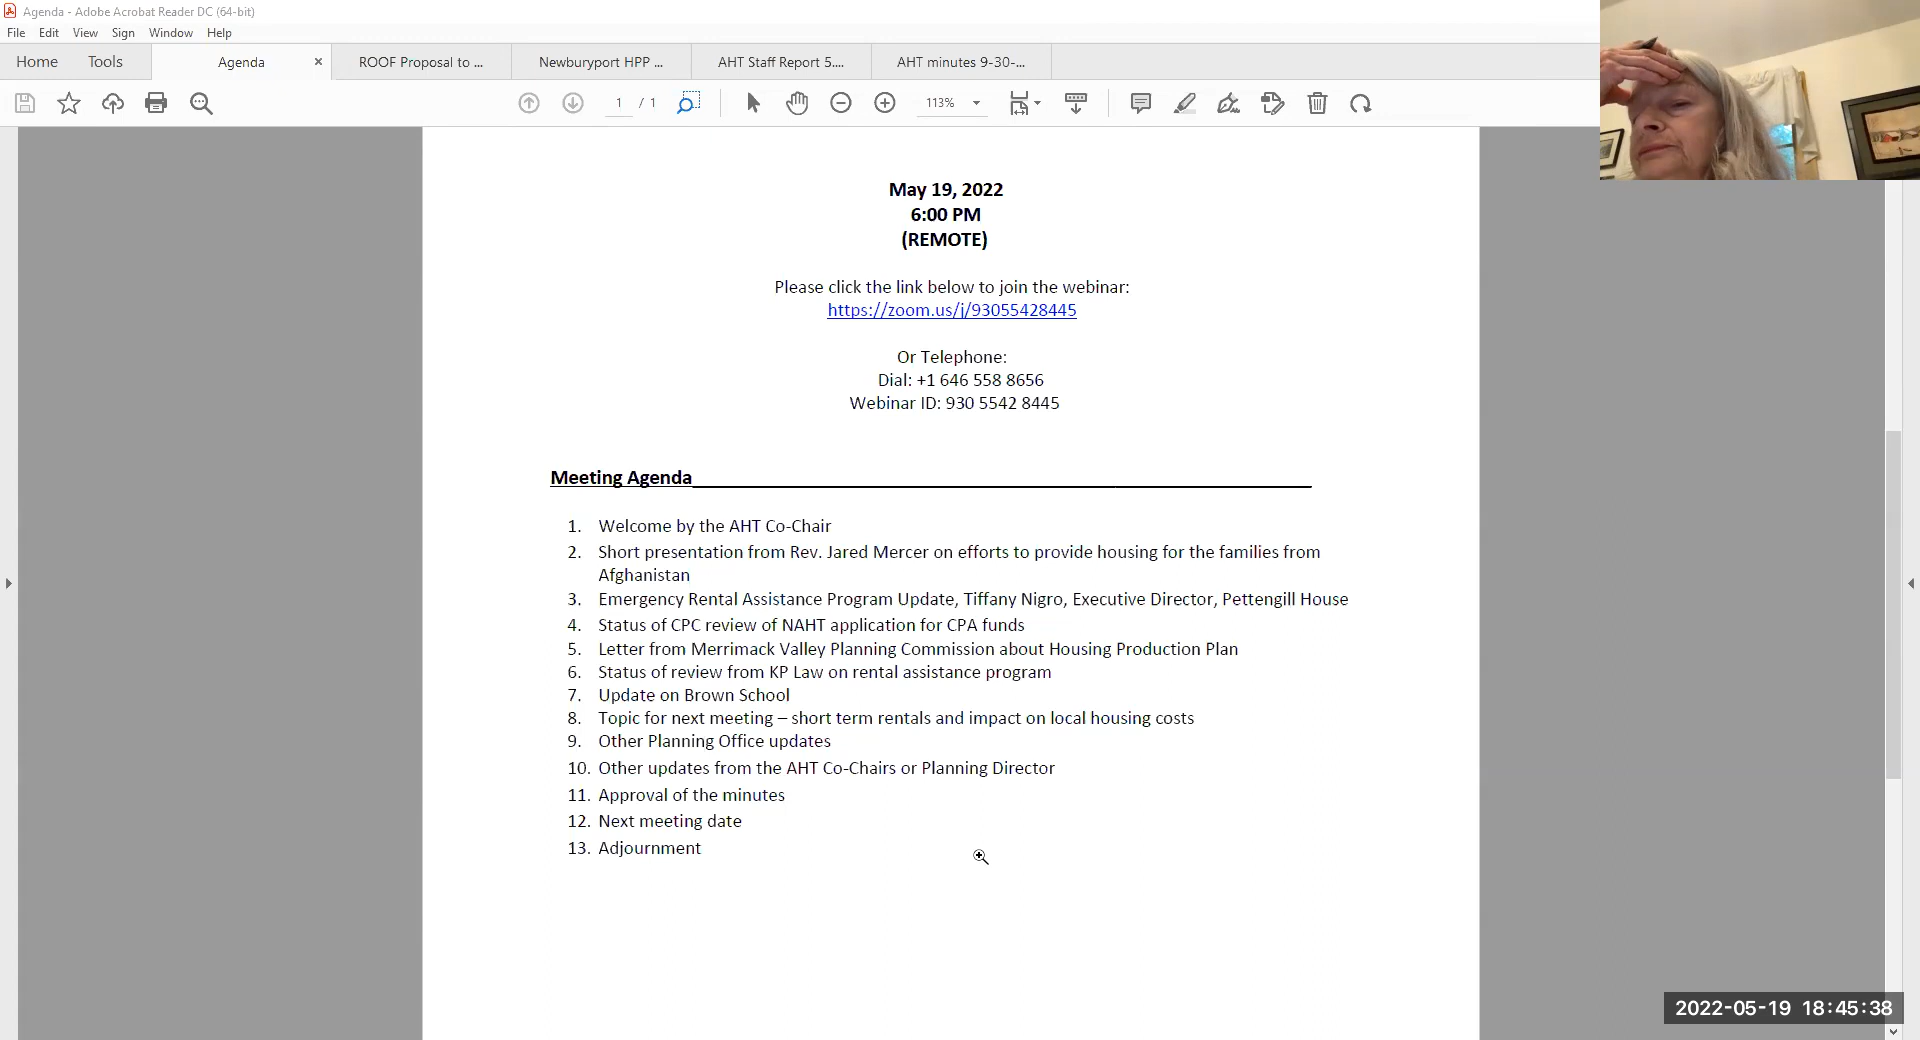 Agenda - Adobe Acrobat Reader DC (64-bit)
File Edit View Sign Window Help
Home Tools Agenda × ROOF Proposal to ... Newburyport HPP ... AHT Staff Report 5.... AHT minutes 9-30-...
1 / 1 113%
May 19, 2022
6:00 PM
(REMOTE)
Please click the link below to join the webinar:
https://zoom.us/j/93055428445
Or Telephone:
Dial: +1 646 558 8656
Webinar ID: 930 5542 8445
Meeting Agenda
1. Welcome by the AHT Co-Chair
2. Short presentation from Rev. Jared Mercer on efforts to provide housing for the families from
Afghanistan
3. Emergency Rental Assistance Program Update, Tiffany Nigro, Executive Director, Pettengill House
4. Status of CPC review of NAHT application for CPA funds
5. Letter from Merrimack Valley Planning Commission about Housing Production Plan
6. Status of review from KP Law on rental assistance program
7. Update on Brown School
8. Topic for next meeting – short term rentals and impact on local housing costs
9. Other Planning Office updates
10. Other updates from the AHT Co-Chairs or Planning Director
11. Approval of the minutes
12. Next meeting date
13. Adjournment
2022-05-19 18:45:38